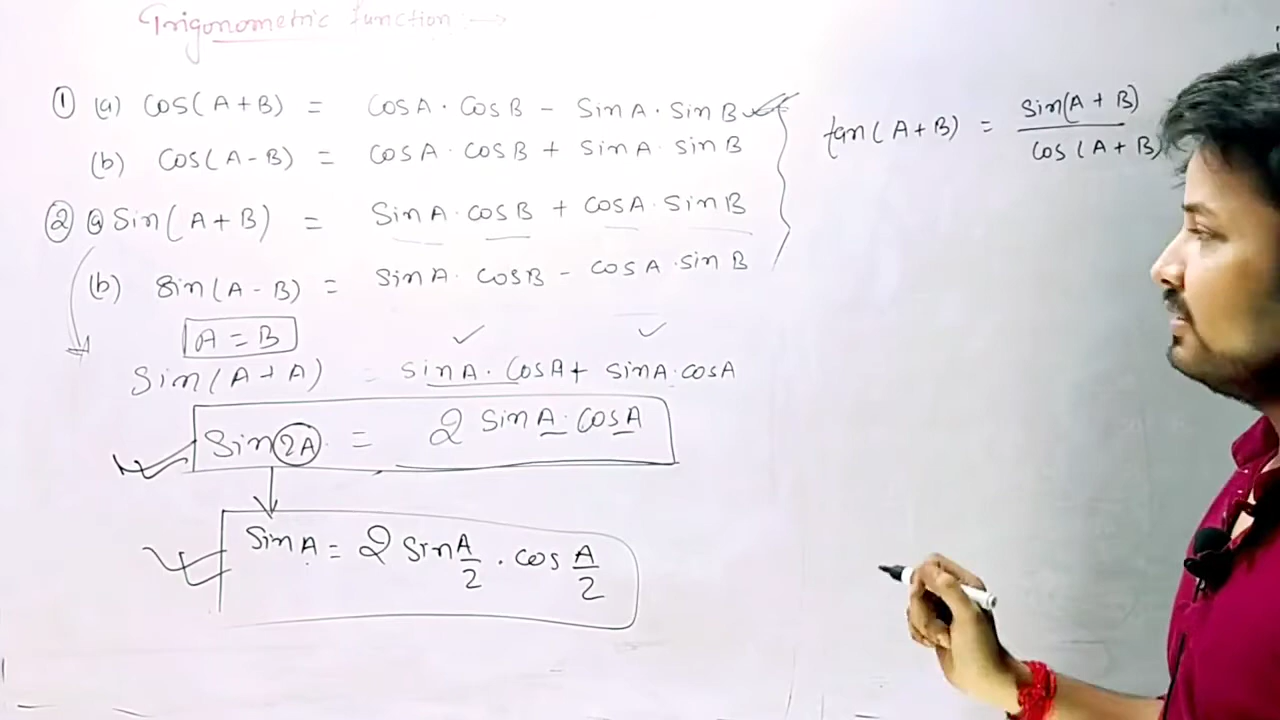 Trigonometric function →
① (a) cos(A+B) = cosA·cosB − sinA·sinB
(b) cos(A−B) = cosA·cosB + sinA·sinB
② (a) Sin(A+B) = SinA·cosB + cosA·sinB
(b) sin(A−B) = sinA·cosB − cosA·sinB
A = B
Sin(A+A) = sinA·cosA + sinA·cosA
Sin2A = 2 sinA·cosA
sinA = 2 sin A/2 · cos A/2
tan(A+B) = sin(A+B) / cos(A+B)